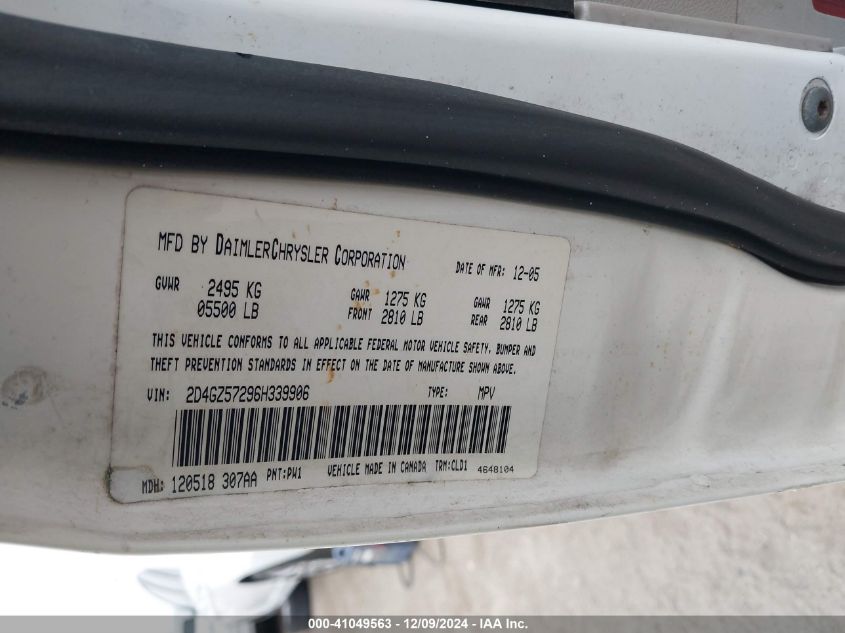 MFD BY DAIMLERCHRYSLER CORPORATION
DATE OF MFR: 12-05
GVWR 2495 KG 05500 LB
GAWR FRONT 1275 KG 2810 LB
GAWR REAR 1275 KG 2810 LB
THIS VEHICLE CONFORMS TO ALL APPLICABLE FEDERAL MOTOR VEHICLE SAFETY, BUMPER AND
THEFT PREVENTION STANDARDS IN EFFECT ON THE DATE OF MANUFACTURE SHOWN ABOVE.
VIN: 2D4GZ57296H339906 TYPE: MPV
MDH: 120518 307AA PNT:PW1 VEHICLE MADE IN CANADA TRM:CLD1 4648104
000-41049563 - 12/09/2024 - IAA Inc.